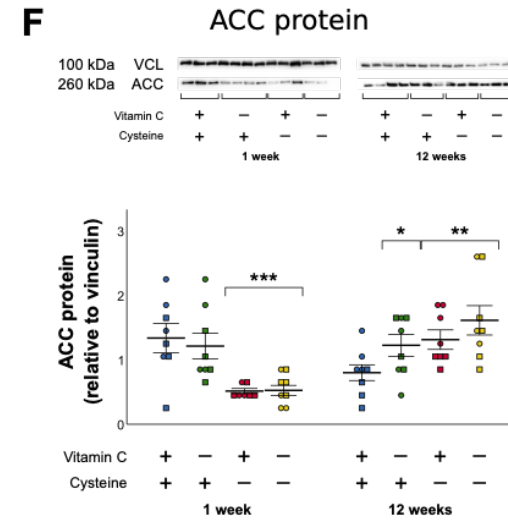 F
ACC protein
100 kDa VCL
260 kDa ACC
Vitamin C + − + − + − + −
Cysteine + + − − + + − −
1 week 12 weeks
ACC protein
(relative to vinculin)
3
2
1
0
***
* **
Vitamin C + − + − + − + −
Cysteine + + − − + + − −
1 week 12 weeks